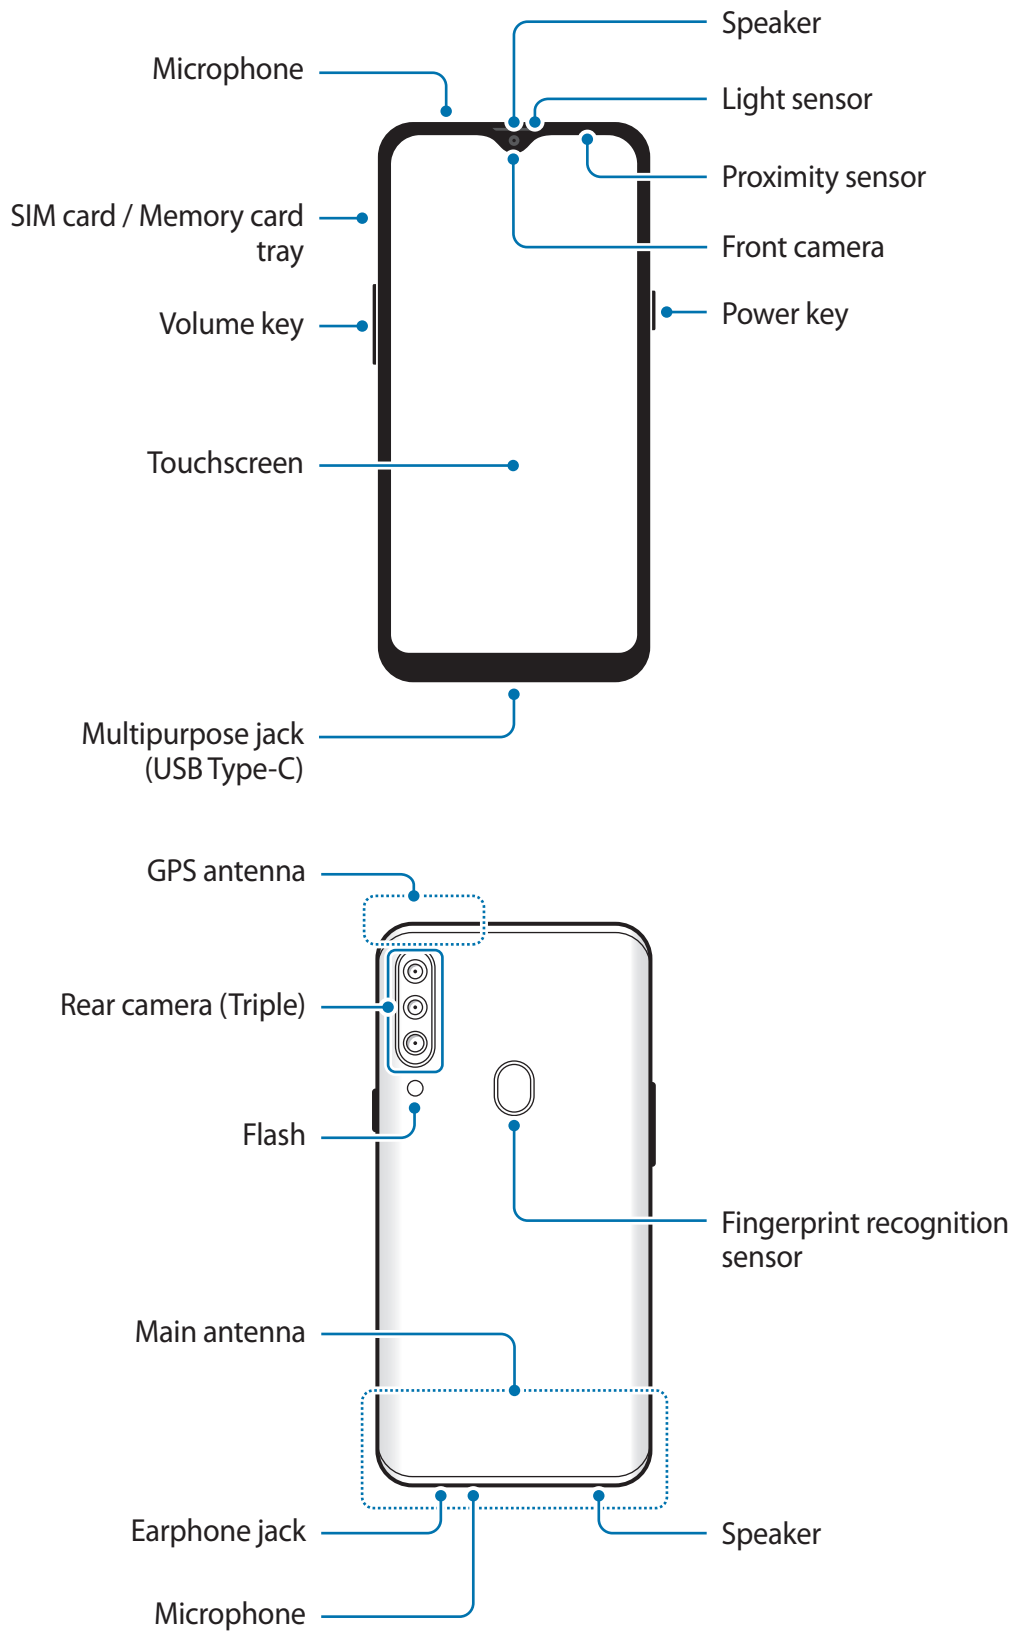 Speaker
Microphone
Light sensor
Proximity sensor
SIM card / Memory card
tray
Front camera
Volume key
Power key
Touchscreen
Multipurpose jack
(USB Type-C)
GPS antenna
Rear camera (Triple)
Flash
Fingerprint recognition
sensor
Main antenna
Earphone jack
Speaker
Microphone